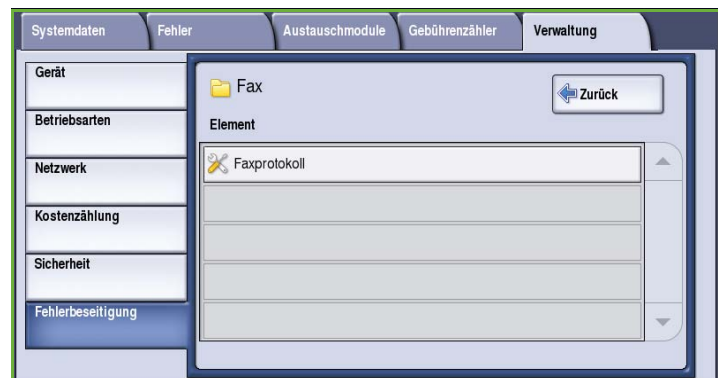 Systemdaten
Fehler
Austauschmodule
Gebührenzähler
Verwaltung
Gerät
Betriebsarten
Netzwerk
Kostenzählung
Sicherheit
Fehlerbeseitigung
Fax
Zurück
Element
Faxprotokoll